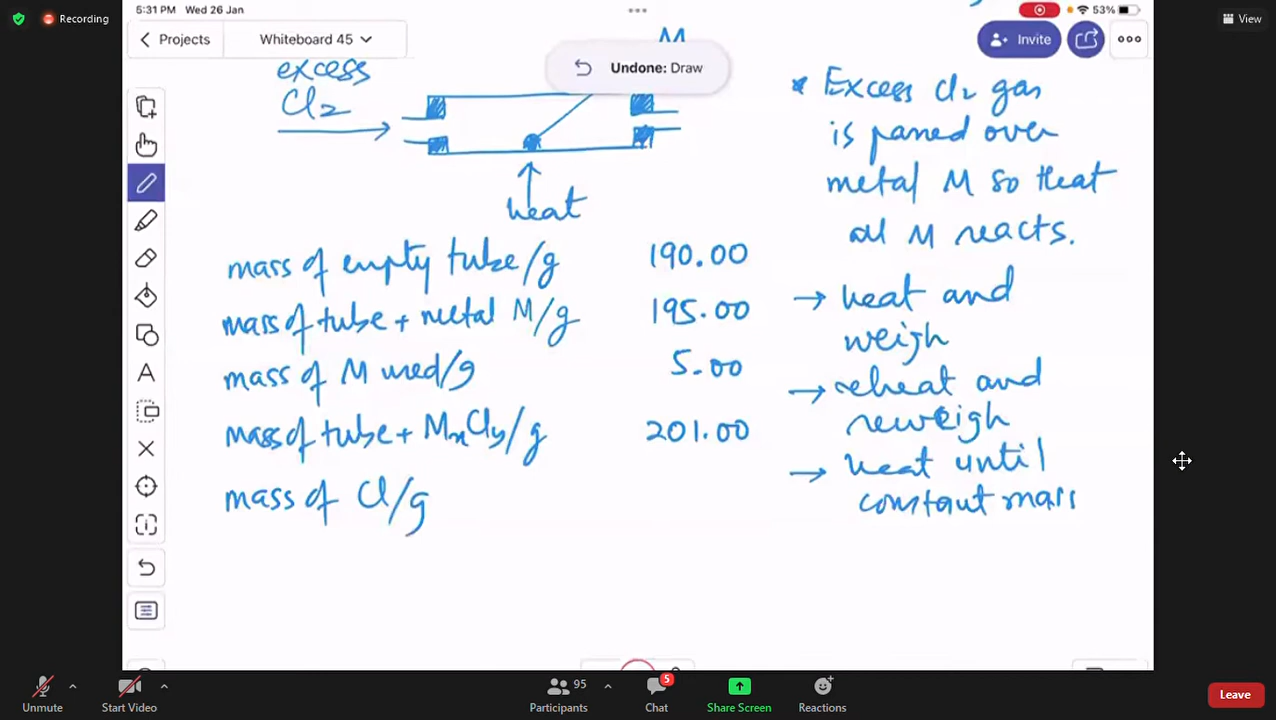 Recording
View
5:31 PM Wed 26 Jan
53%
Projects
Whiteboard 45
Invite
Undone: Draw
M
excess
Cl2
heat
mass of empty tube/g 190.00
mass of tube + metal M/g 195.00
mass of M used/g 5.00
mass of tube + MxCly/g 201.00
mass of Cl/g
* Excess Cl2 gas
is passed over
metal M so that
all M reacts.
→ heat and
weigh
→ reheat and
reweigh
→ heat until
constant mass
A
Unmute
Start Video
95
Participants
5
Chat
Share Screen
Reactions
Leave